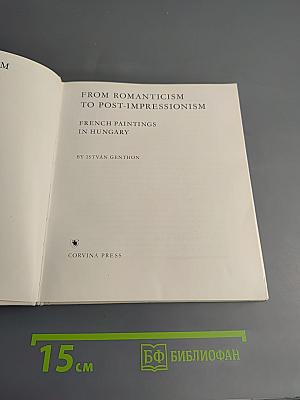 M
FROM ROMANTICISM
TO POST-IMPRESSIONISM
FRENCH PAINTINGS
IN HUNGARY
BY ISTVÁN GENTHON
CORVINA PRESS
15 см
БФ БИБЛИОФАН